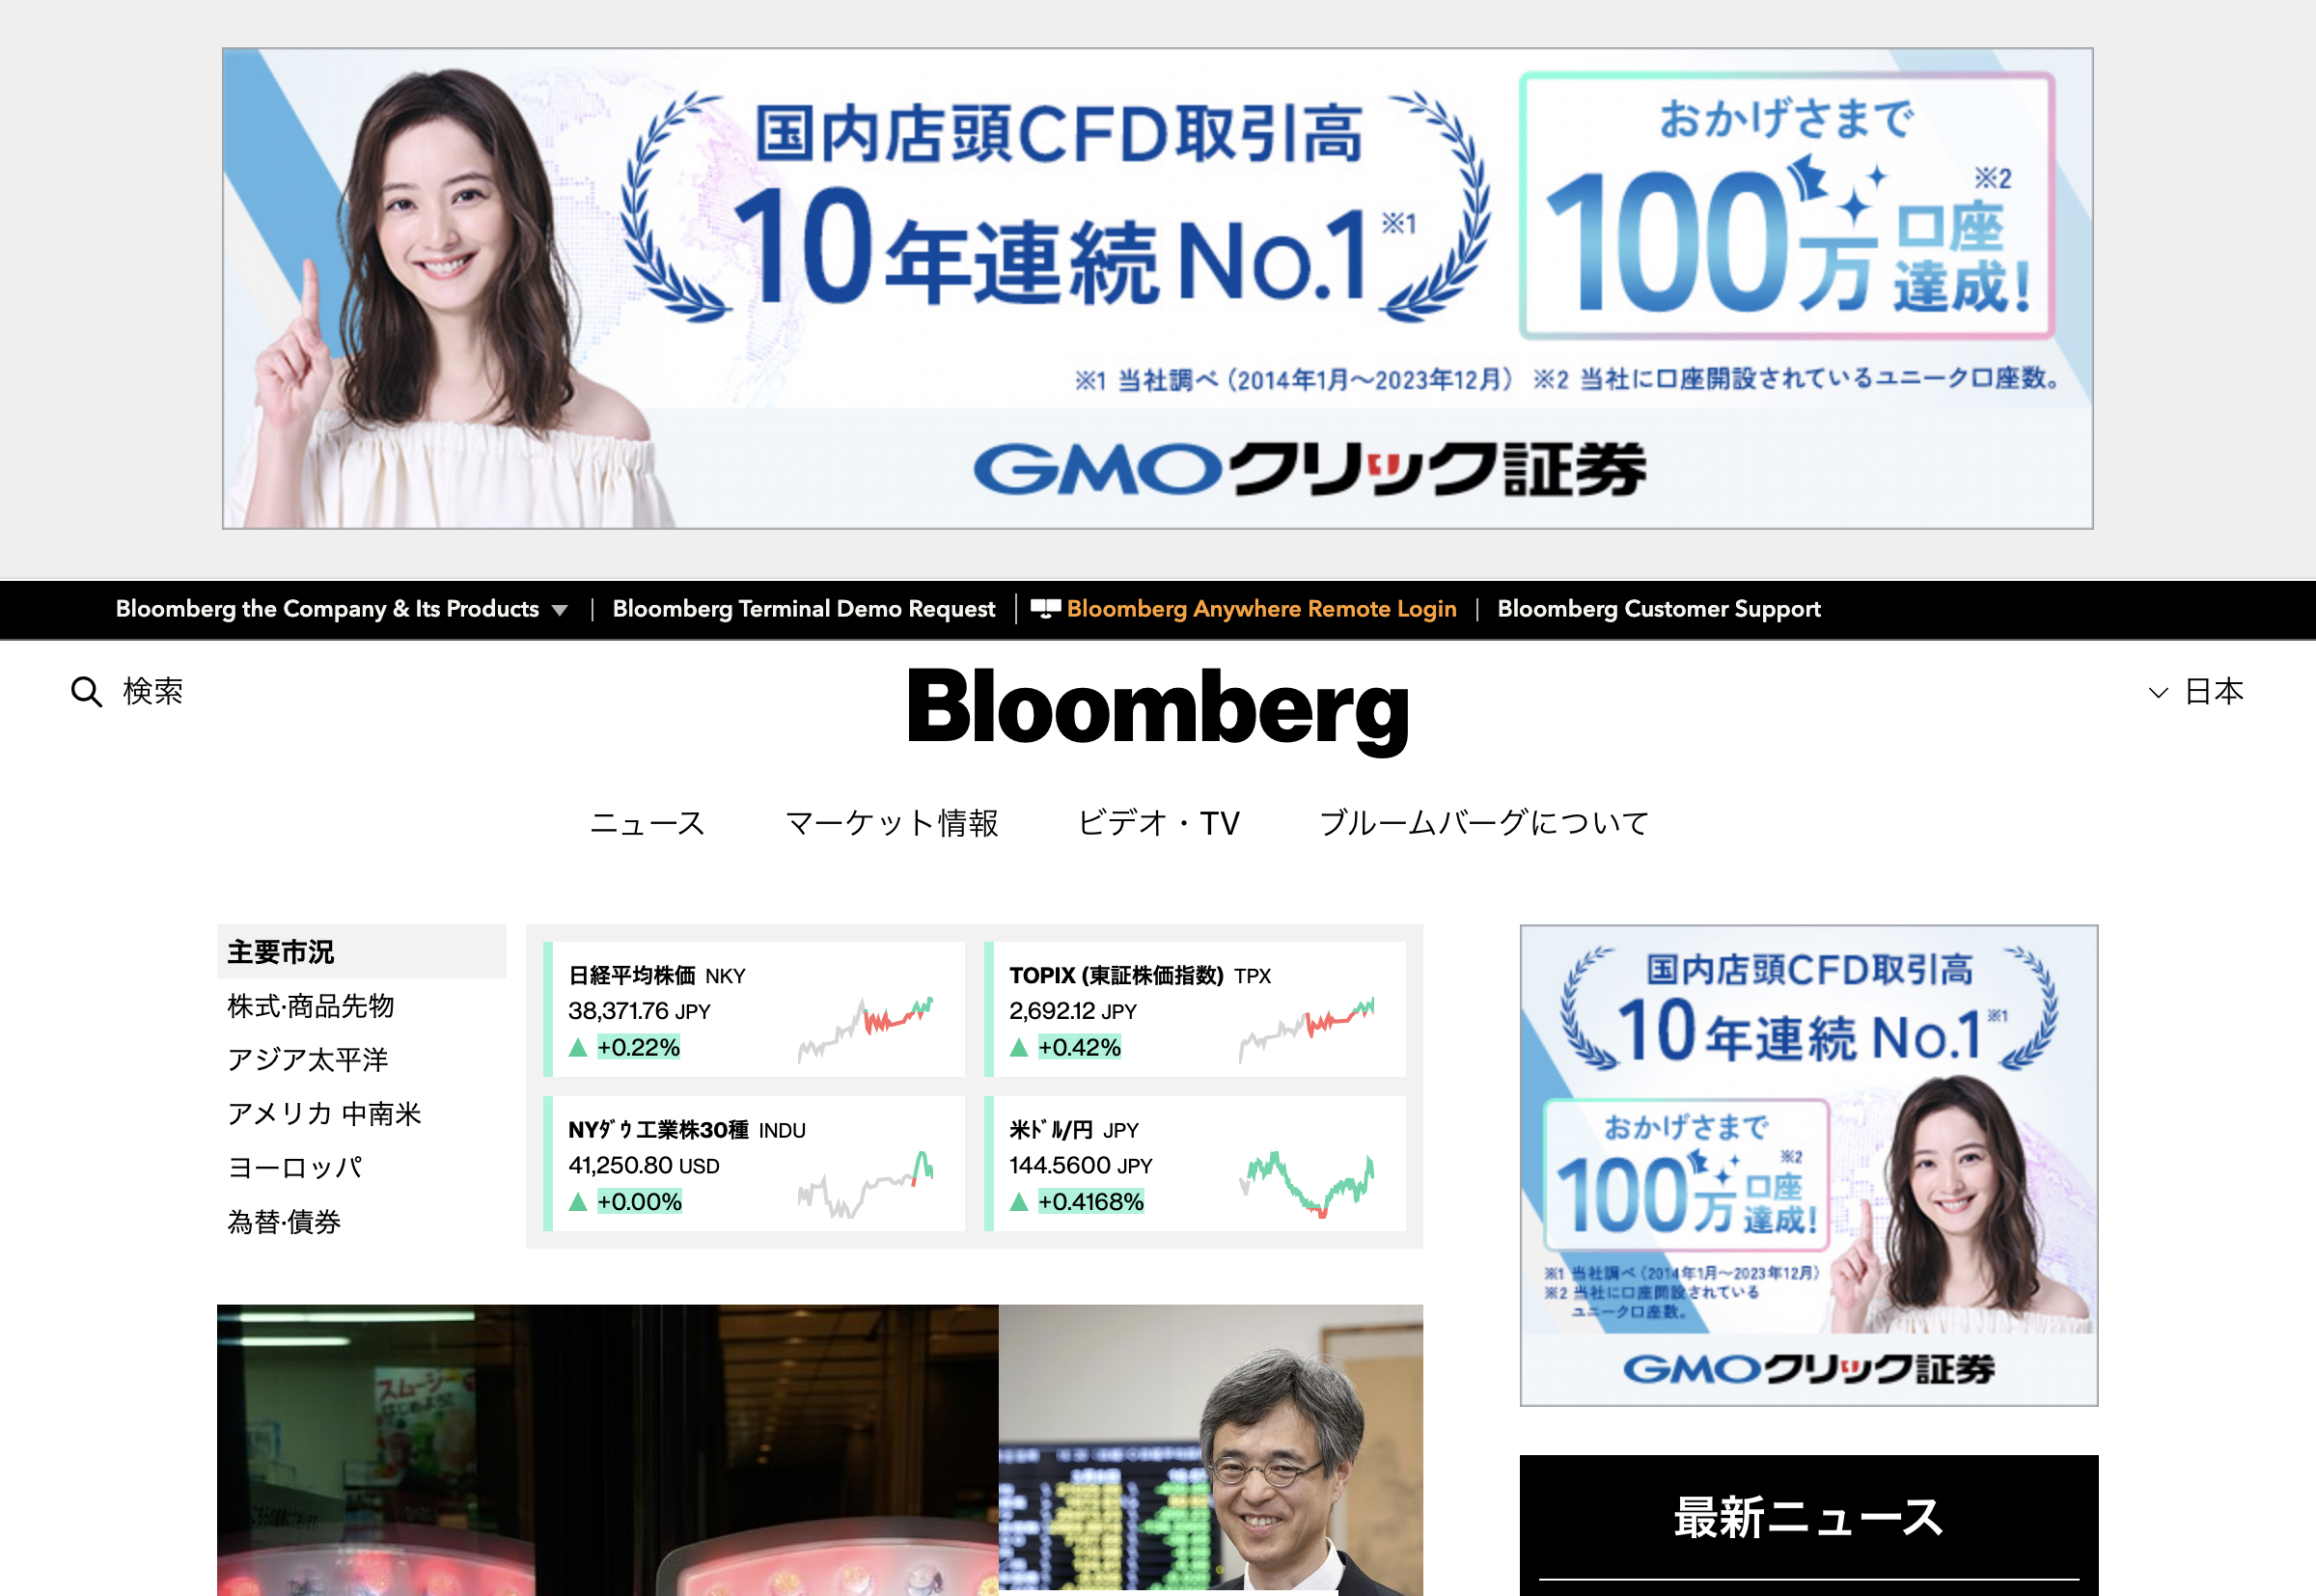 国内店頭CFD取引高
10年連続 No.1 ※1
おかげさまで
100万 口座達成! ※2
※1 当社調べ（2014年1月〜2023年12月） ※2 当社に口座開設されているユニーク口座数。
GMOクリック証券
Bloomberg the Company & Its Products | Bloomberg Terminal Demo Request | Bloomberg Anywhere Remote Login | Bloomberg Customer Support
検索
Bloomberg
日本
ニュース マーケット情報 ビデオ・TV ブルームバーグについて
主要市況
株式·商品先物
アジア太平洋
アメリカ 中南米
ヨーロッパ
為替·債券
日経平均株価 NKY
38,371.76 JPY
+0.22%
TOPIX (東証株価指数) TPX
2,692.12 JPY
+0.42%
NYﾀﾞｳ工業株30種 INDU
41,250.80 USD
+0.00%
米ﾄﾞﾙ/円 JPY
144.5600 JPY
+0.4168%
国内店頭CFD取引高
10年連続 No.1 ※1
おかげさまで
100万 口座達成! ※2
※1 当社調べ（2014年1月〜2023年12月）
※2 当社に口座開設されている
ユニーク口座数。
GMOクリック証券
スムージー
はじめよう
最新ニュース